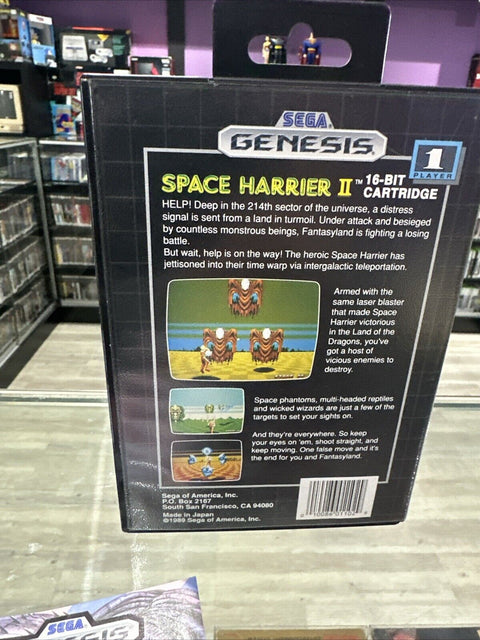 SEGA
GENESIS
1
PLAYER
SPACE HARRIER II™ 16-BIT CARTRIDGE
HELP! Deep in the 214th sector of the universe, a distress
signal is sent from a land in turmoil. Under attack and besieged
by countless monstrous beings, Fantasyland is fighting a losing
battle.
But wait, help is on the way! The heroic Space Harrier has
jettisoned into their time warp via intergalactic teleportation.
Armed with the
same laser blaster
that made Space
Harrier victorious
in the Land of the
Dragons, you've
got a host of
vicious enemies to
destroy.
Space phantoms, multi-headed reptiles
and wicked wizards are just a few of the
targets to set your sights on.
And they're everywhere. So keep
your eyes on 'em, shoot straight, and
keep moving. One false move and it's
the end for you and Fantasyland.
Sega of America, Inc.
P.O. Box 2167
South San Francisco, CA 94080
Made in Japan
©1989 Sega of America, Inc.
SEGA